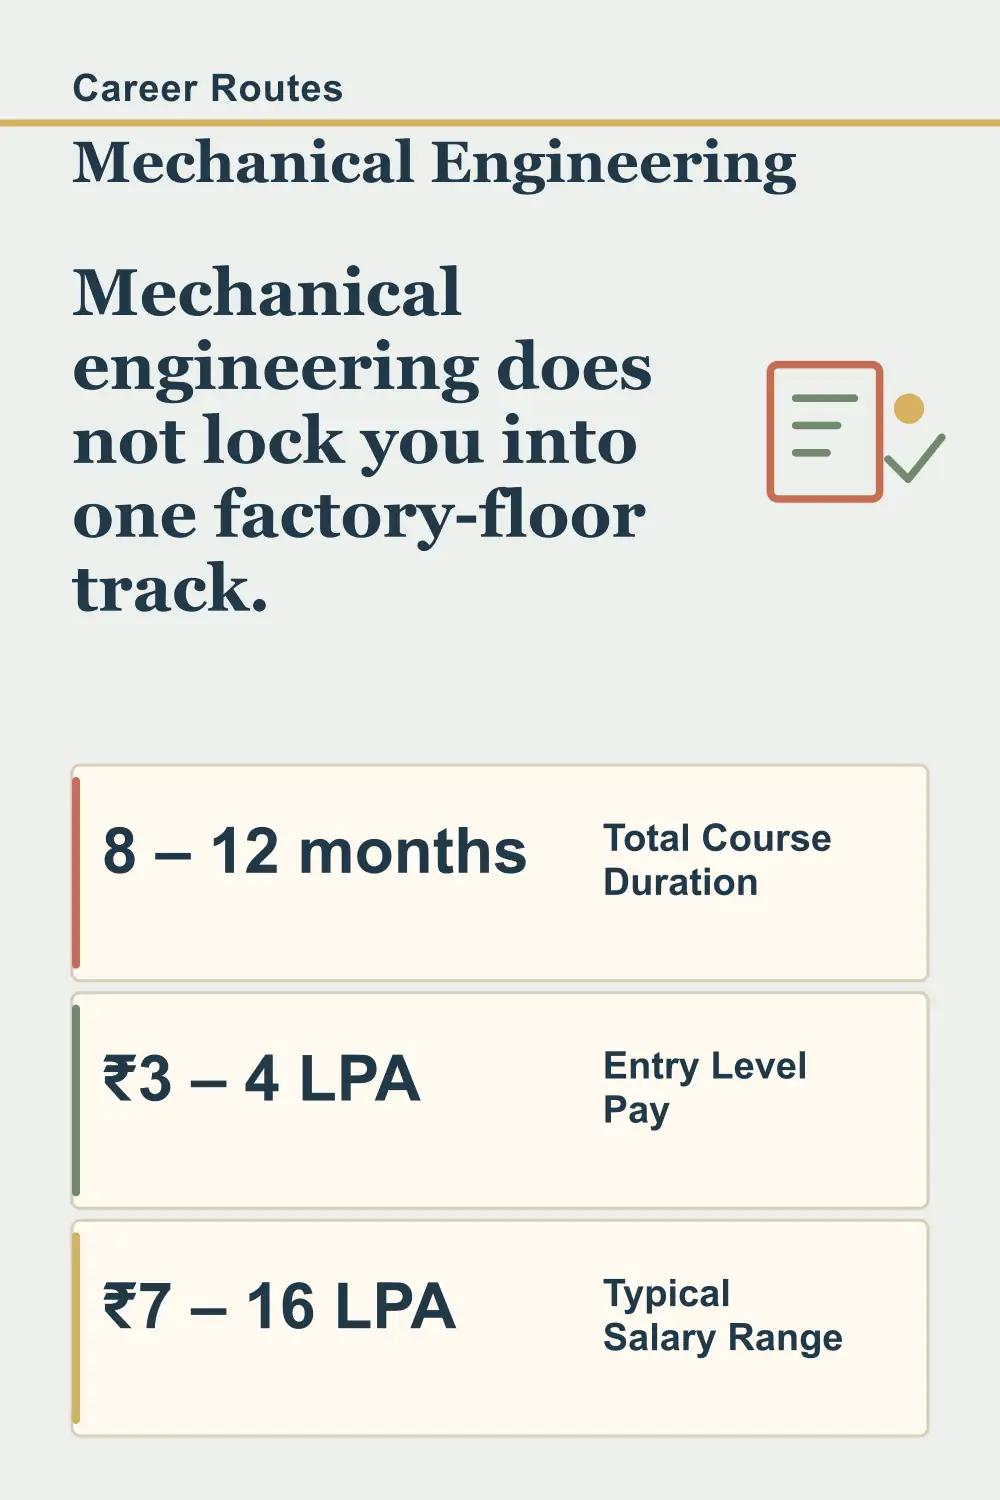 Career Routes
Mechanical Engineering
Mechanical
engineering does
not lock you into
one factory-floor
track.
8 – 12 months
Total Course
Duration
₹3 – 4 LPA
Entry Level
Pay
₹7 – 16 LPA
Typical
Salary Range